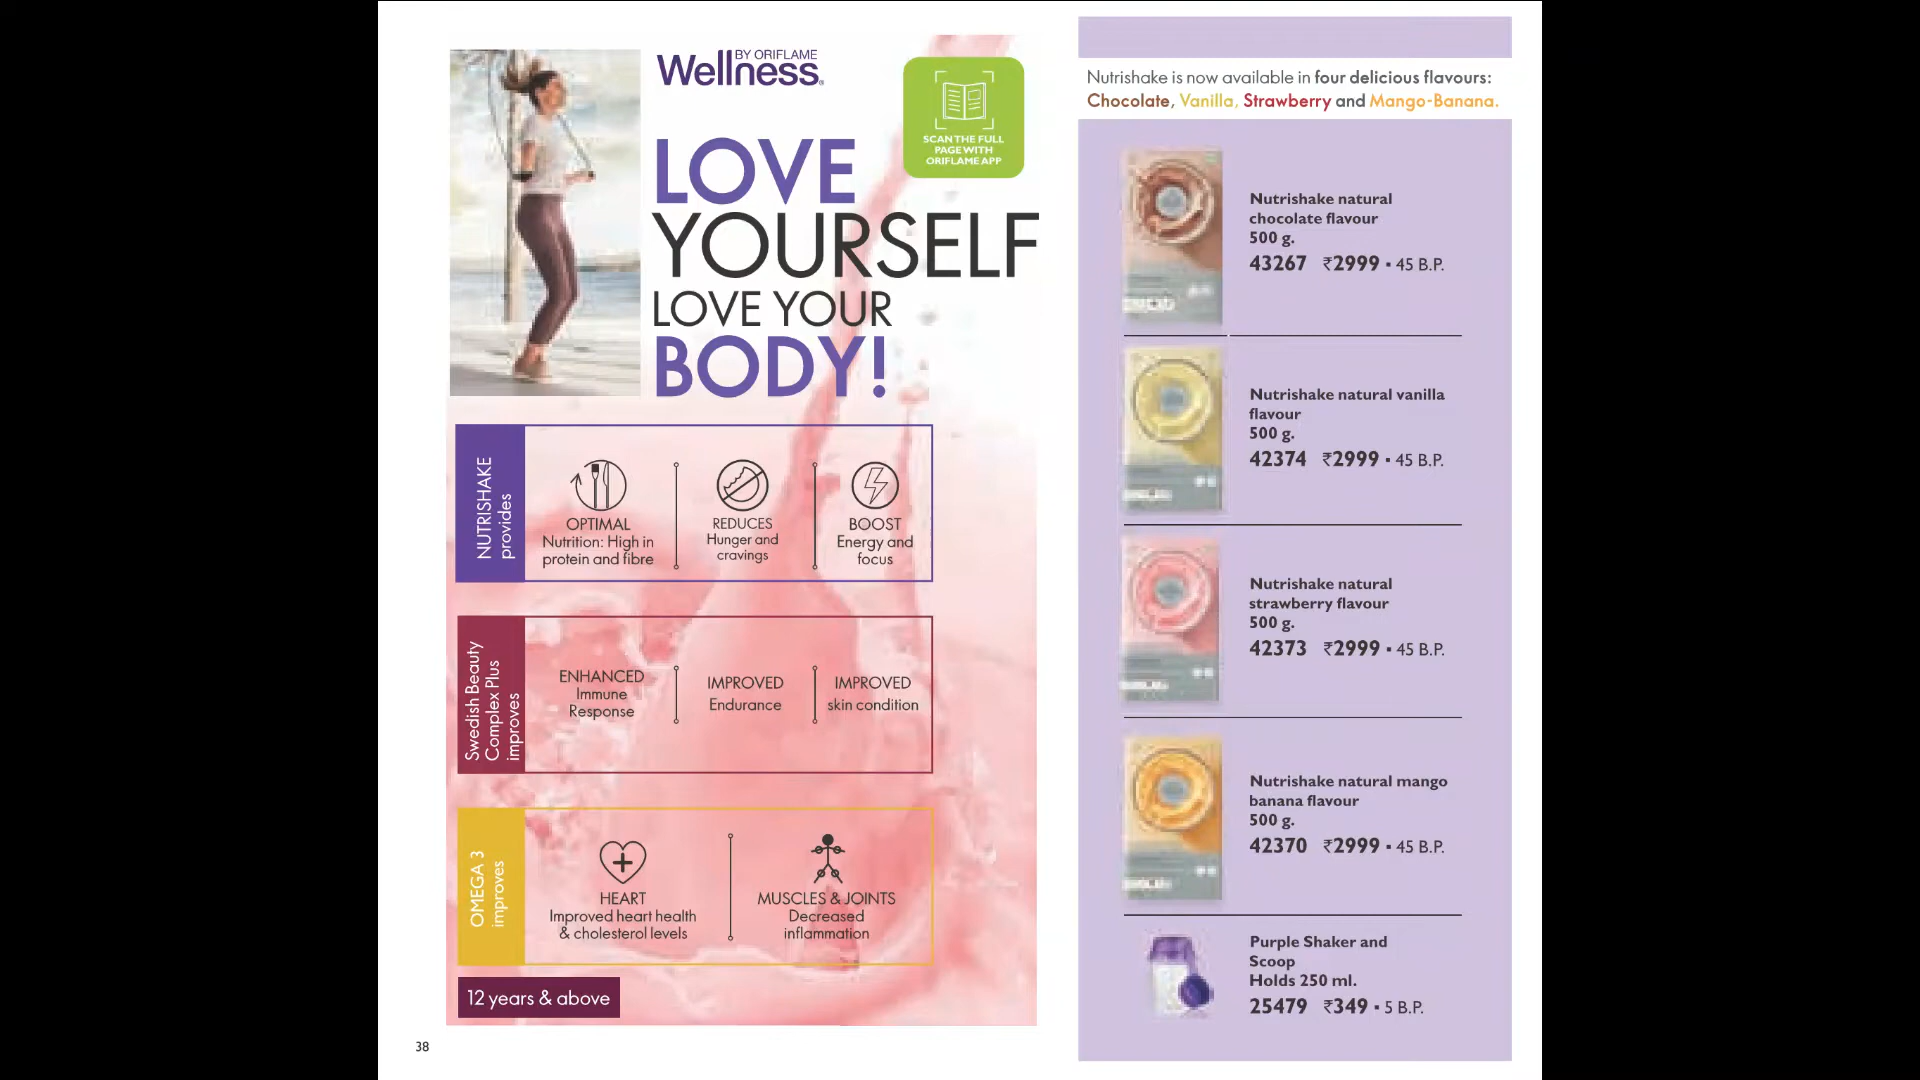 Wellness BY ORIFLAME
SCAN THE FULL
PAGE WITH
ORIFLAME APP
LOVE
YOURSELF
LOVE YOUR
BODY!
NUTRISHAKE
provides
OPTIMAL
Nutrition: High in
protein and fibre
REDUCES
Hunger and
cravings
BOOST
Energy and
focus
Swedish Beauty
Complex Plus
improves
ENHANCED
Immune
Response
IMPROVED
Endurance
IMPROVED
skin condition
OMEGA 3
improves
HEART
Improved heart health
& cholesterol levels
MUSCLES & JOINTS
Decreased
inflammation
12 years & above
38
Nutrishake is now available in four delicious flavours:
Chocolate, Vanilla, Strawberry and Mango-Banana.
Nutrishake natural
chocolate flavour
500 g.
43267 ₹2999 • 45 B.P.
Nutrishake natural vanilla
flavour
500 g.
42374 ₹2999 • 45 B.P.
Nutrishake natural
strawberry flavour
500 g.
42373 ₹2999 • 45 B.P.
Nutrishake natural mango
banana flavour
500 g.
42370 ₹2999 • 45 B.P.
Purple Shaker and
Scoop
Holds 250 ml.
25479 ₹349 • 5 B.P.